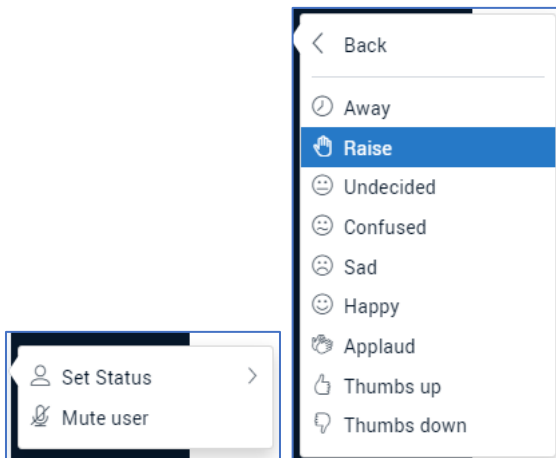 Set Status
Mute user
Back
Away
Raise
Undecided
Confused
Sad
Happy
Applaud
Thumbs up
Thumbs down